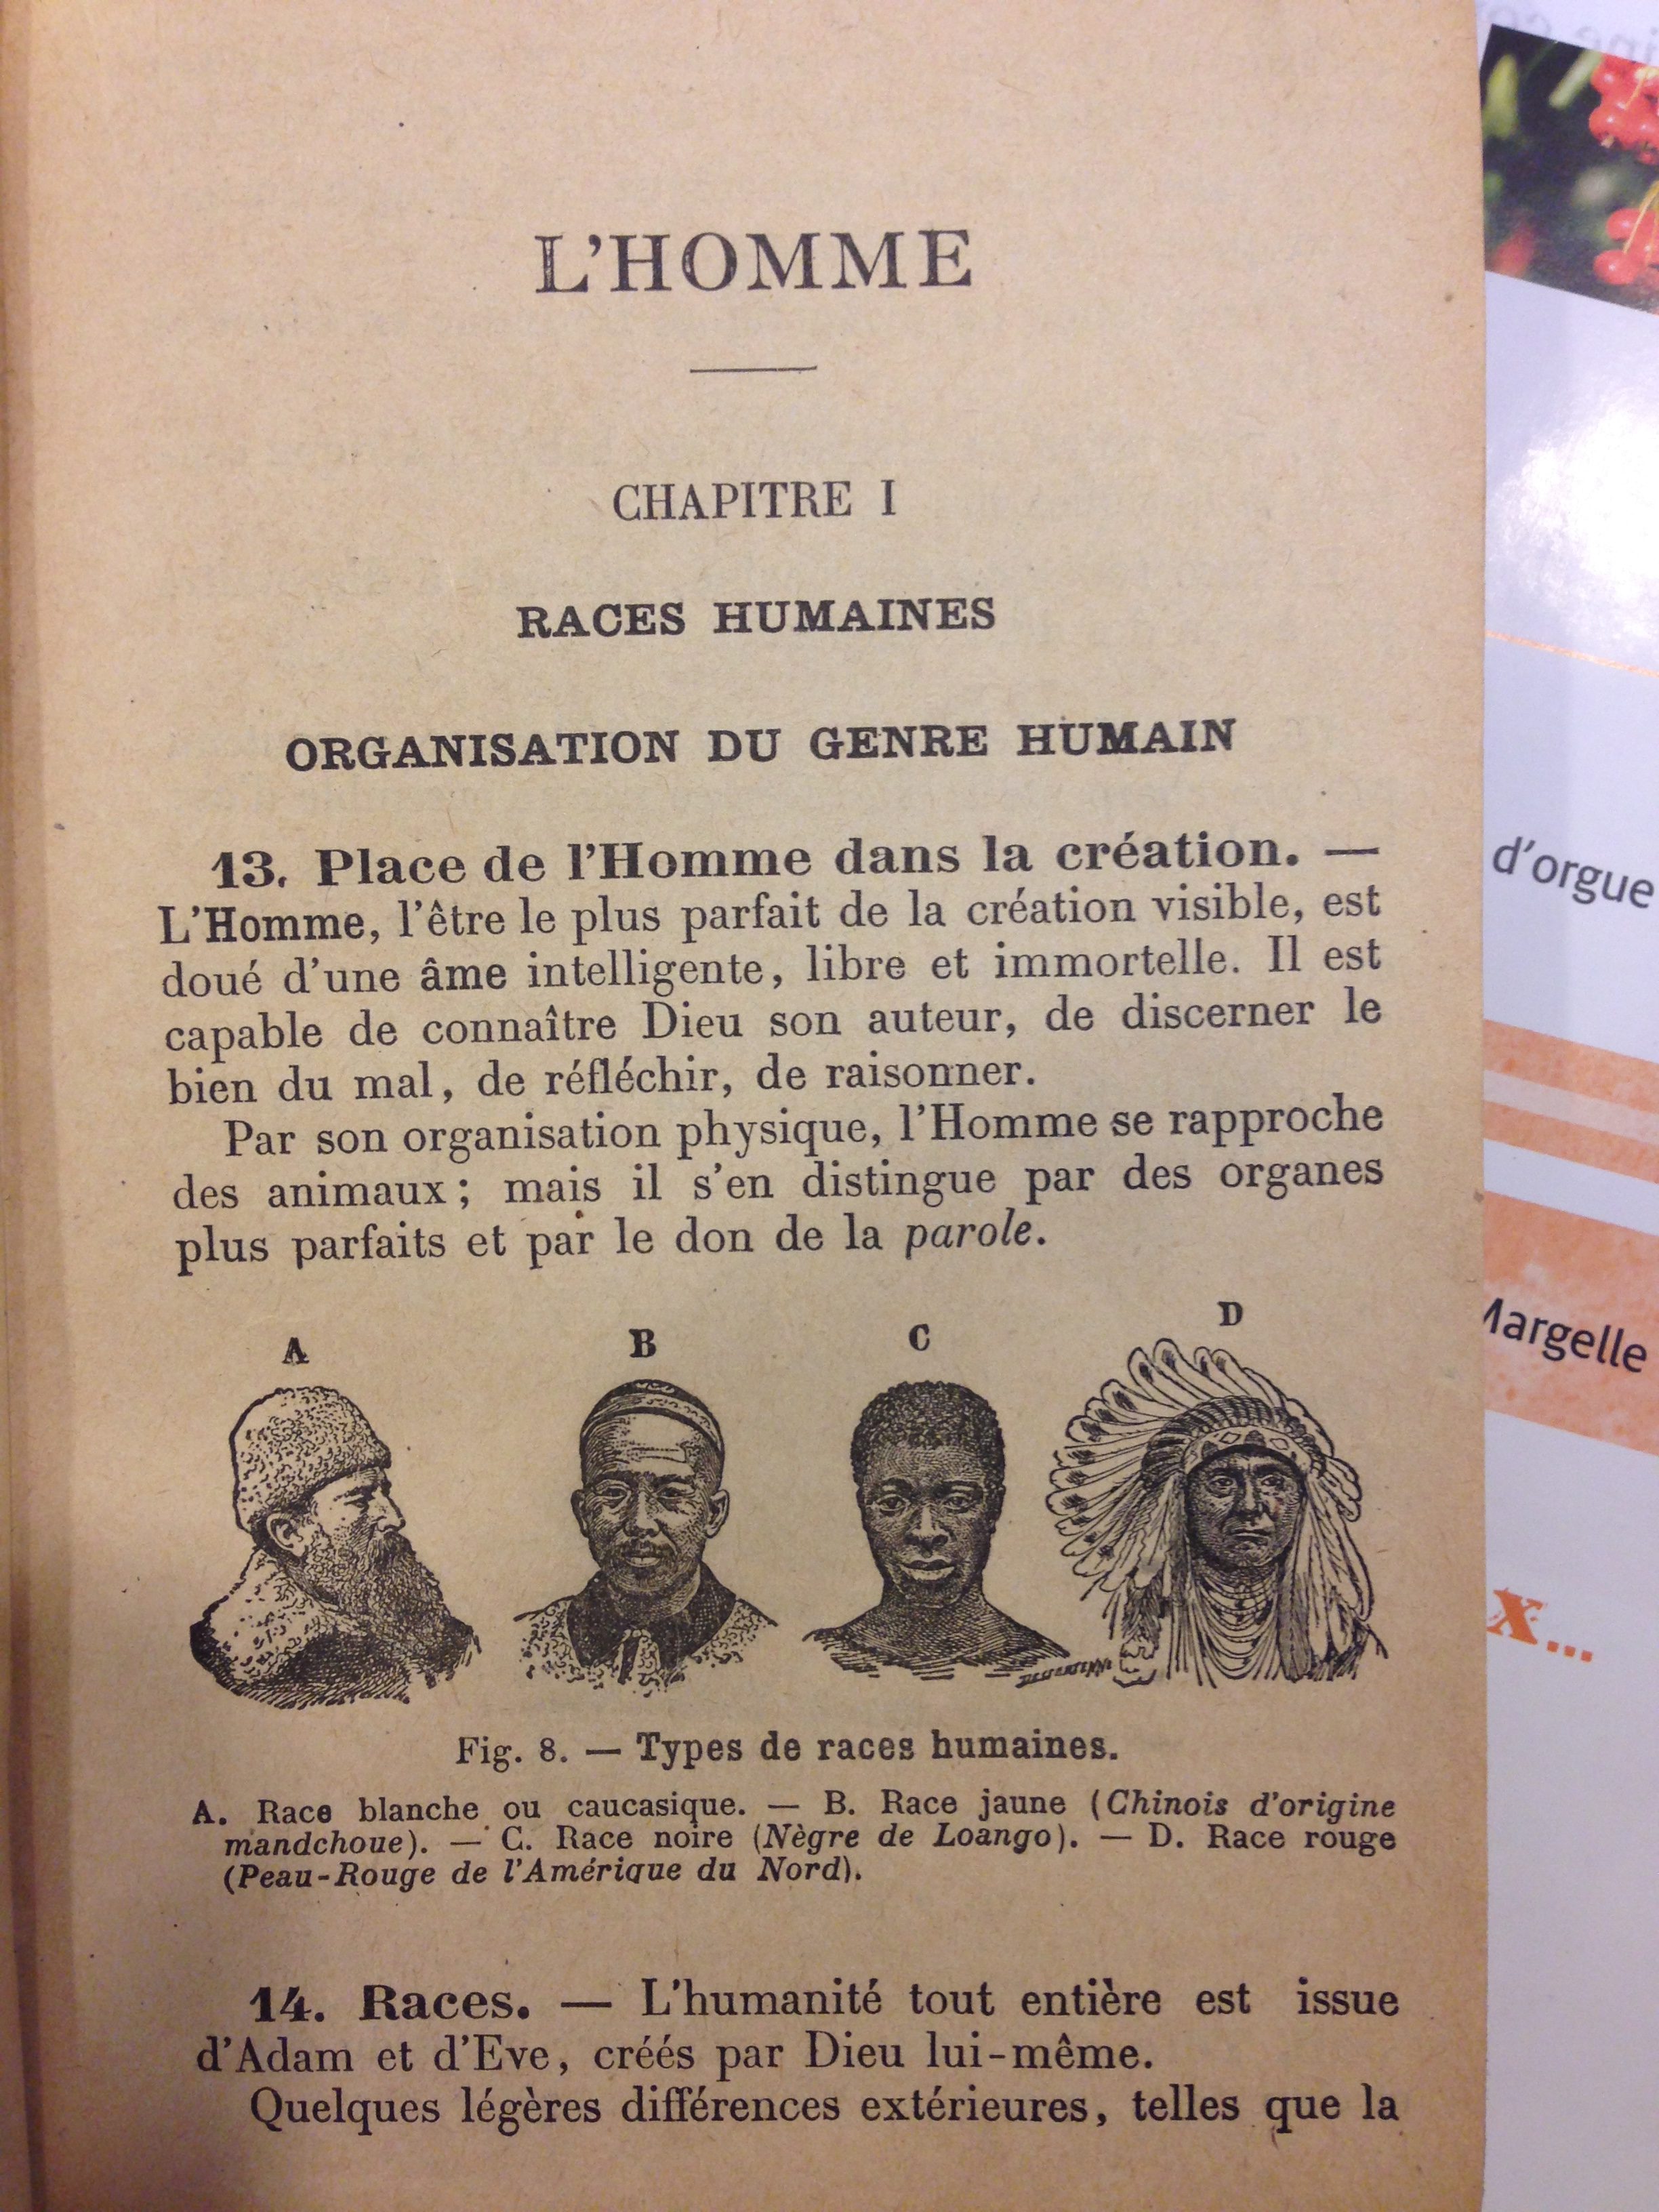 L'HOMME
CHAPITRE I
RACES HUMAINES
ORGANISATION DU GENRE HUMAIN
13. Place de l'Homme dans la création. —
L'Homme, l'être le plus parfait de la création visible, est
doué d'une âme intelligente, libre et immortelle. Il est
capable de connaître Dieu son auteur, de discerner le
bien du mal, de réfléchir, de raisonner.
Par son organisation physique, l'Homme se rapproche
des animaux; mais il s'en distingue par des organes
plus parfaits et par le don de la parole.
A B C D
Fig. 8. — Types de races humaines.
A. Race blanche ou caucasique. — B. Race jaune (Chinois d'origine
mandchoue). — C. Race noire (Nègre de Loango). — D. Race rouge
(Peau-Rouge de l'Amérique du Nord).
14. Races. — L'humanité tout entière est issue
d'Adam et d'Eve, créés par Dieu lui-même.
Quelques légères différences extérieures, telles que la
d'orgue
Margelle
x...